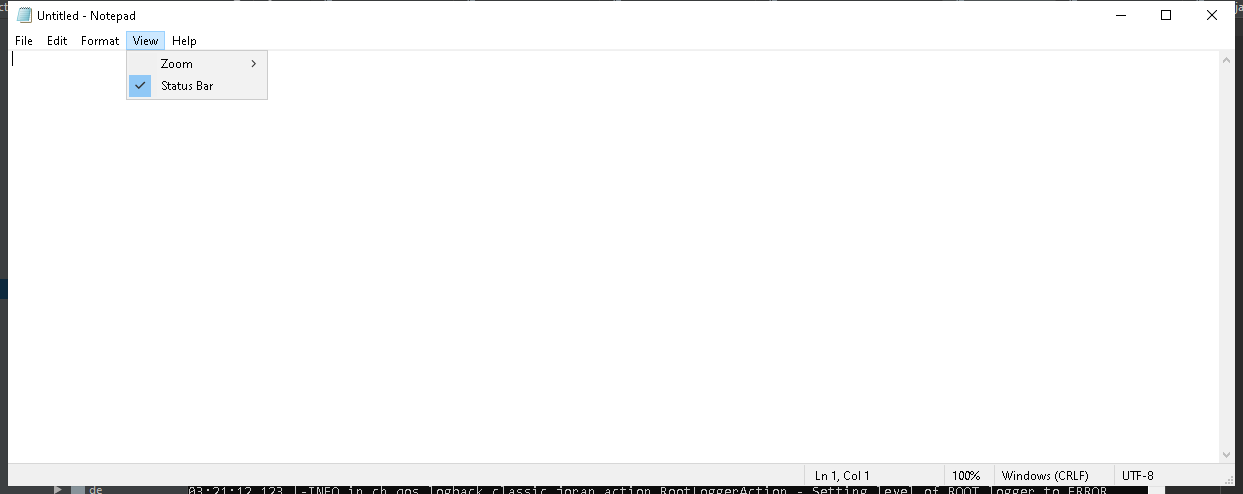 Untitled - Notepad
File Edit Format View Help
Zoom
Status Bar
Ln 1, Col 1 100% Windows (CRLF) UTF-8
de 03:21:12,123 |-INFO in ch.qos.logback.classic.joran.action.RootLoggerAction - Setting level of ROOT logger to ERROR